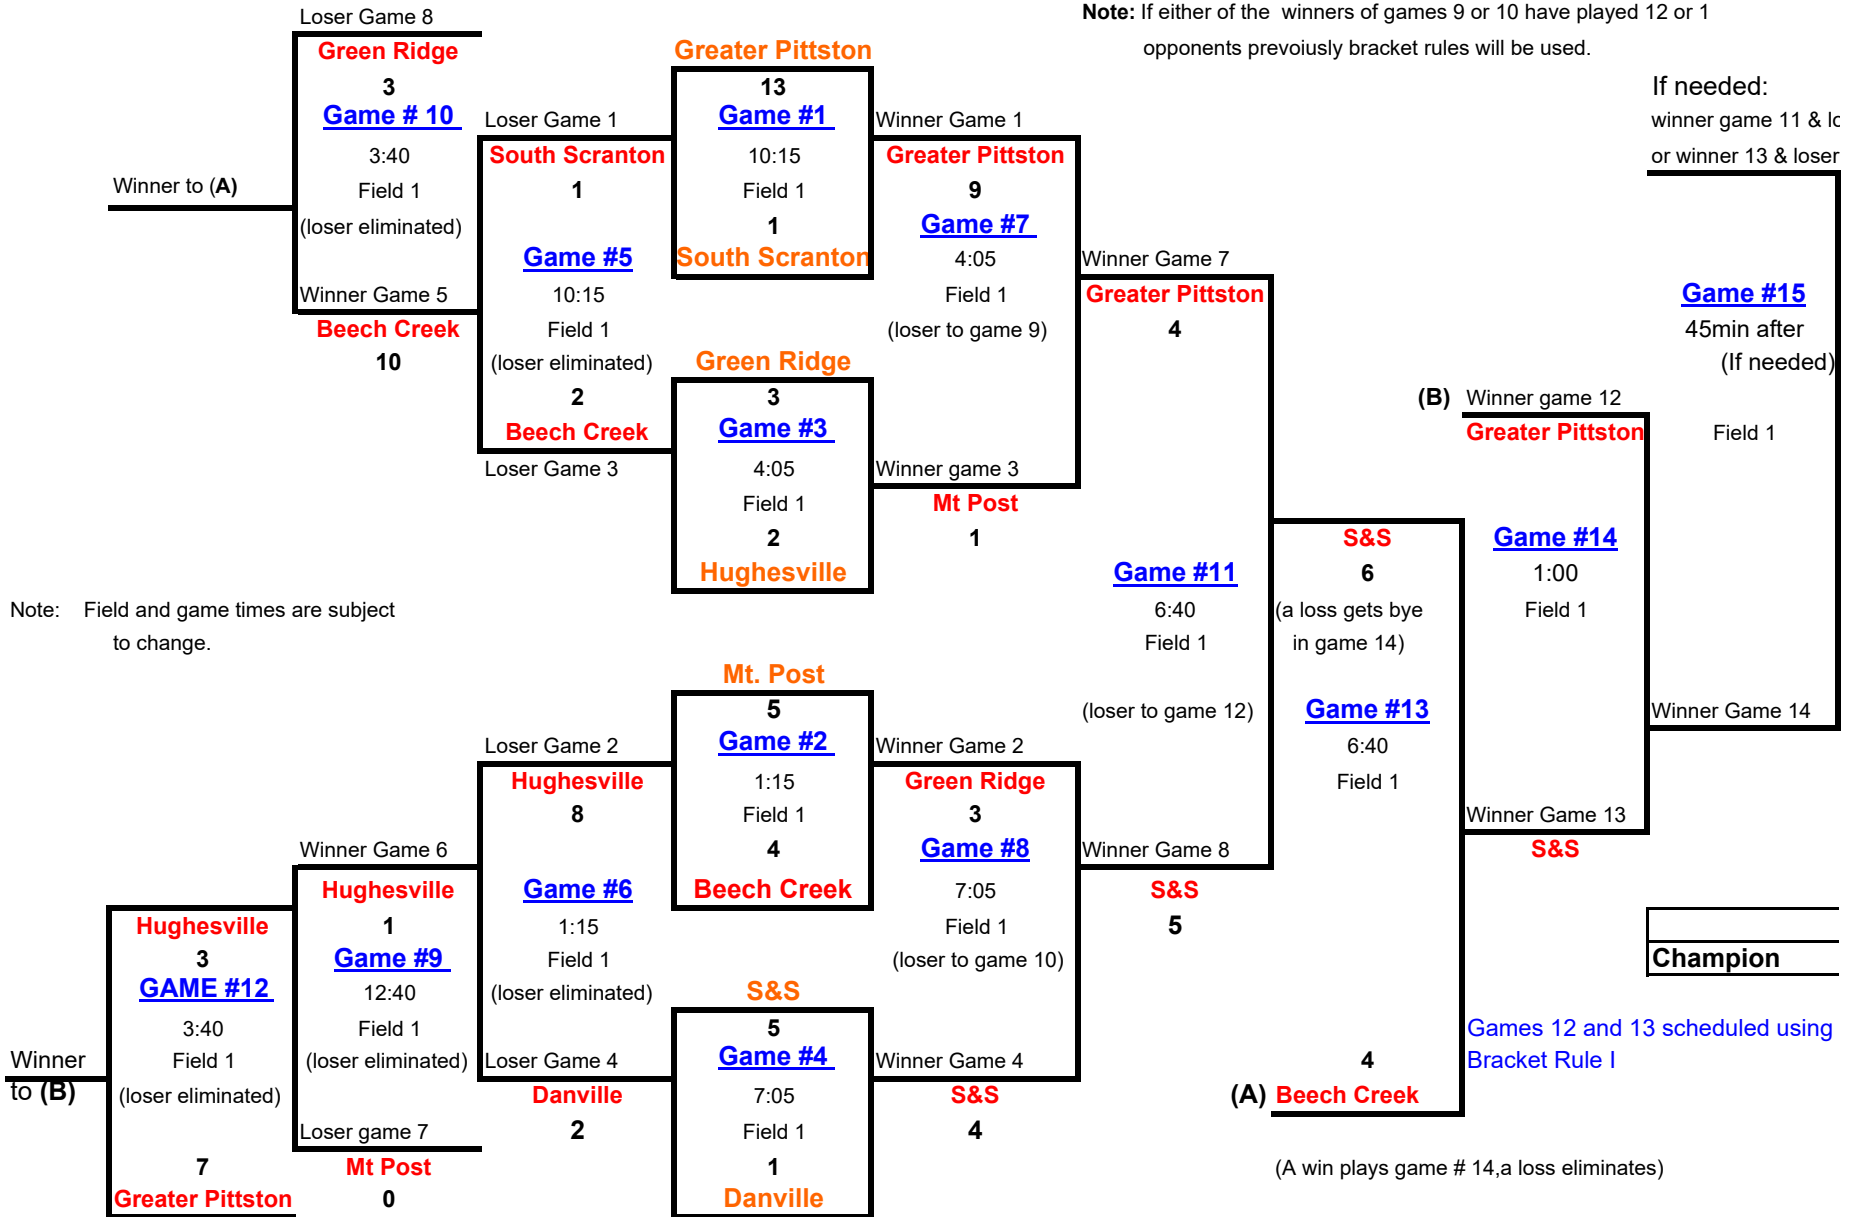 Loser Game 8
Green Ridge
3
Game # 10
3:40
Field 1
(loser eliminated)
Winner to (A)
Winner Game 5
Beech Creek
10
Loser Game 1
South Scranton
1
Game #5
10:15
Field 1
(loser eliminated)
2
Beech Creek
Loser Game 3
Greater Pittston
13
Game #1
10:15
Field 1
1
South Scranton
Green Ridge
3
Game #3
4:05
Field 1
2
Hughesville
Winner Game 1
Greater Pittston
9
Game #7
4:05
Field 1
(loser to game 9)
Winner game 3
Mt Post
1
Note: If either of the winners of games 9 or 10 have played 12 or 1
opponents prevoiusly bracket rules will be used.
Winner Game 7
Greater Pittston
4
Game #11
6:40
Field 1
(loser to game 12)
Winner Game 8
S&S
5
If needed:
winner game 11 & lo
or winner 13 & loser
Game #15
45min after
(If needed)
Field 1
(B) Winner game 12
Greater Pittston
Game #14
1:00
Field 1
S&S
6
(a loss gets bye
in game 14)
Game #13
6:40
Field 1
Winner Game 14
Winner Game 13
S&S
Note: Field and game times are subject
to change.
Mt. Post
5
Game #2
1:15
Field 1
4
Beech Creek
Loser Game 2
Hughesville
8
Game #6
1:15
Field 1
(loser eliminated)
Loser Game 4
Danville
2
Winner Game 2
Green Ridge
3
Game #8
7:05
Field 1
(loser to game 10)
Winner Game 4
S&S
4
S&S
5
Game #4
7:05
Field 1
1
Danville
Winner Game 6
Hughesville
1
Game #9
12:40
Field 1
(loser eliminated)
Loser game 7
Mt Post
0
Hughesville
3
GAME #12
3:40
Field 1
(loser eliminated)
7
Greater Pittston
Winner
to (B)
Champion
Games 12 and 13 scheduled using
Bracket Rule I
4
(A) Beech Creek
(A win plays game # 14,a loss eliminates)